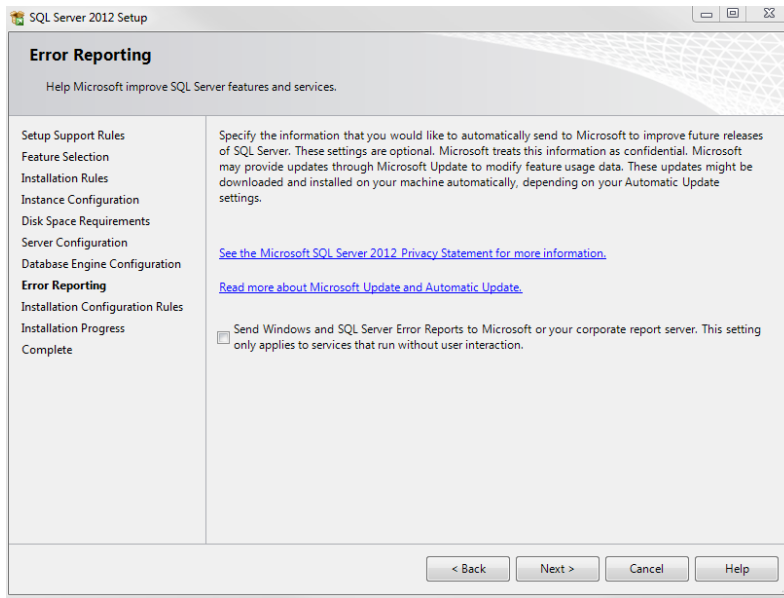 SQL Server 2012 Setup
Error Reporting
Help Microsoft improve SQL Server features and services.
Setup Support Rules
Feature Selection
Installation Rules
Instance Configuration
Disk Space Requirements
Server Configuration
Database Engine Configuration
Error Reporting
Installation Configuration Rules
Installation Progress
Complete
Specify the information that you would like to automatically send to Microsoft to improve future releases
of SQL Server. These settings are optional. Microsoft treats this information as confidential. Microsoft
may provide updates through Microsoft Update to modify feature usage data. These updates might be
downloaded and installed on your machine automatically, depending on your Automatic Update
settings.
See the Microsoft SQL Server 2012 Privacy Statement for more information.
Read more about Microsoft Update and Automatic Update.
Send Windows and SQL Server Error Reports to Microsoft or your corporate report server. This setting
only applies to services that run without user interaction.
< Back
Next >
Cancel
Help